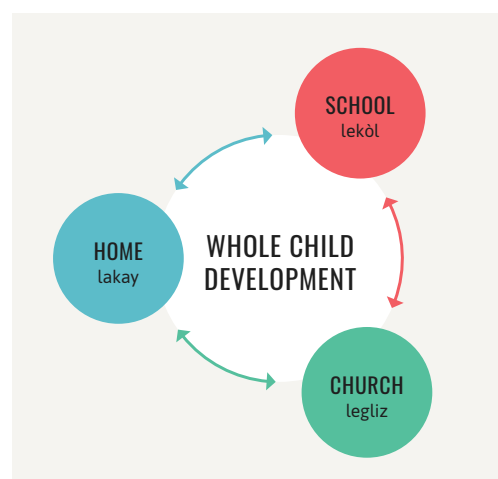 SCHOOL
lekòl
HOME
lakay
WHOLE CHILD
DEVELOPMENT
CHURCH
legliz